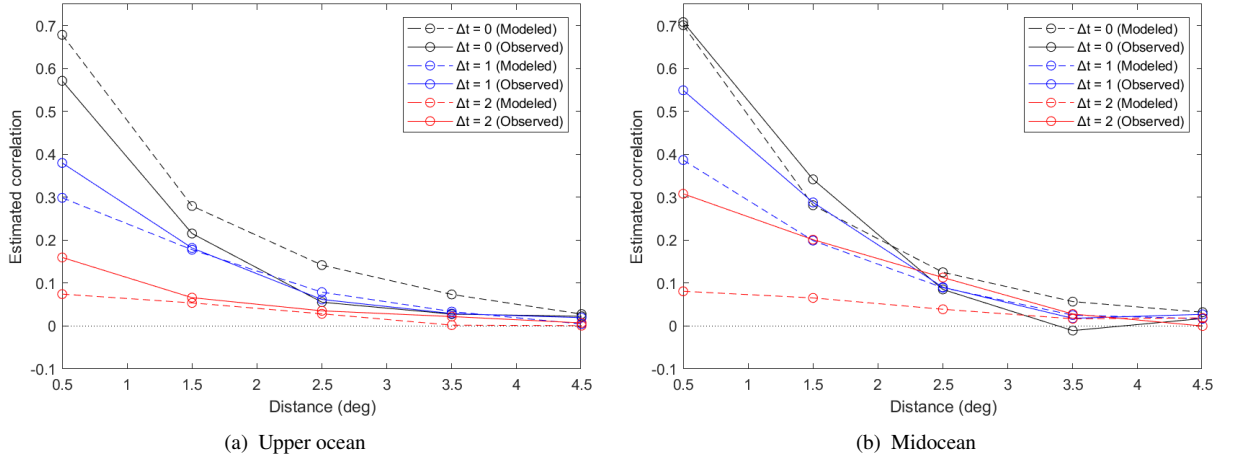 0.7
0.6
0.5
0.4
0.3
0.2
0.1
0
-0.1
Estimated correlation
0.5 1 1.5 2 2.5 3 3.5 4 4.5
Distance (deg)
Δt = 0 (Modeled)
Δt = 0 (Observed)
Δt = 1 (Modeled)
Δt = 1 (Observed)
Δt = 2 (Modeled)
Δt = 2 (Observed)
(a) Upper ocean
0.7
0.6
0.5
0.4
0.3
0.2
0.1
0
-0.1
Estimated correlation
0.5 1 1.5 2 2.5 3 3.5 4 4.5
Distance (deg)
Δt = 0 (Modeled)
Δt = 0 (Observed)
Δt = 1 (Modeled)
Δt = 1 (Observed)
Δt = 2 (Modeled)
Δt = 2 (Observed)
(b) Midocean